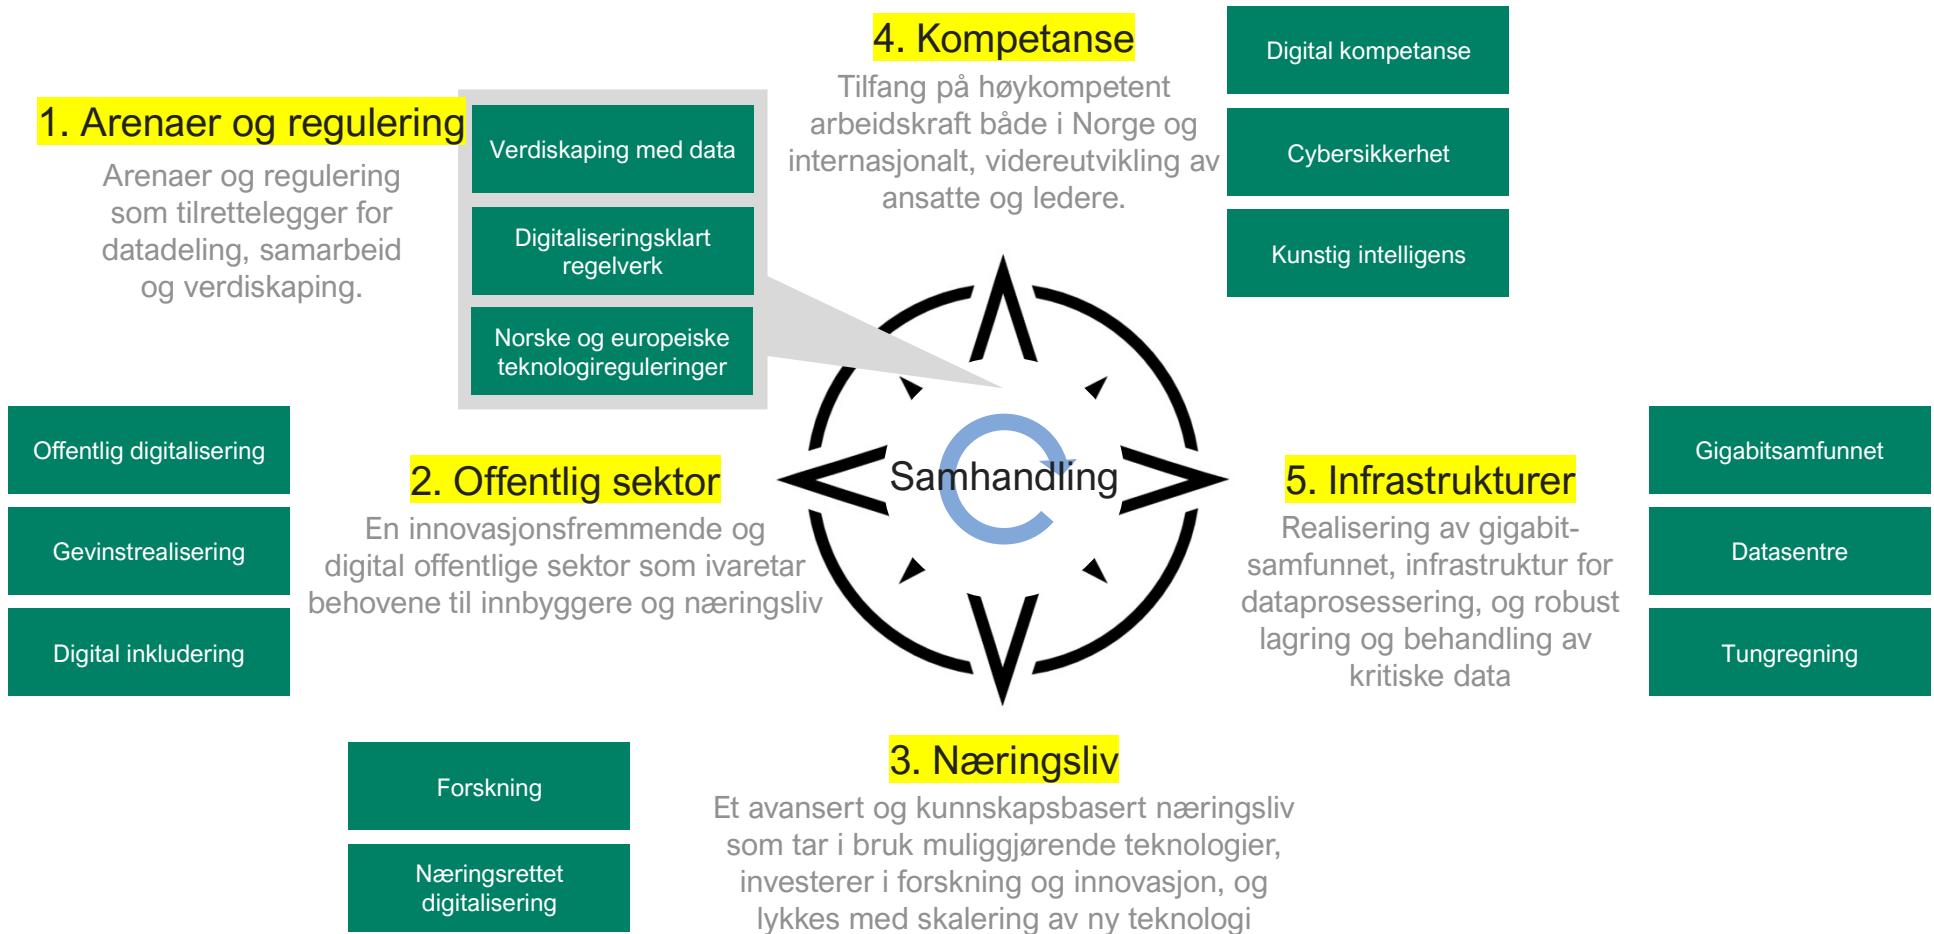 1. Arenaer og regulering
Arenaer og regulering
som tilrettelegger for
datadeling, samarbeid
og verdiskaping.
Verdiskaping med data
Digitaliseringsklart
regelverk
Norske og europeiske
teknologireguleringer
4. Kompetanse
Tilfang på høykompetent
arbeidskraft både i Norge og
internasjonalt, videreutvikling av
ansatte og ledere.
Digital kompetanse
Cybersikkerhet
Kunstig intelligens
Offentlig digitalisering
Gevinstrealisering
Digital inkludering
2. Offentlig sektor
En innovasjonsfremmende og
digital offentlige sektor som ivaretar
behovene til innbyggere og næringsliv
Samhandling
5. Infrastrukturer
Realisering av gigabit-
samfunnet, infrastruktur for
dataprosessering, og robust
lagring og behandling av
kritiske data
Gigabitsamfunnet
Datasentre
Tungregning
Forskning
Næringsrettet
digitalisering
3. Næringsliv
Et avansert og kunnskapsbasert næringsliv
som tar i bruk muliggjørende teknologier,
investerer i forskning og innovasjon, og
lykkes med skalering av ny teknologi